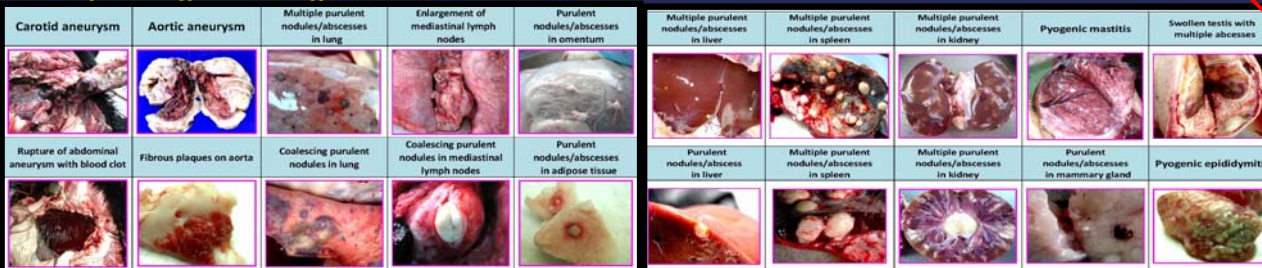 Carotid aneurysm
Aortic aneurysm
Multiple purulent
nodules/abscesses
in lung
Enlargement of
mediastinal lymph
nodes
Purulent
nodules/abscesses
in omentum
Rupture of abdominal
aneurysm with blood clot
Fibrous plaques on aorta
Coalescing purulent
nodules in lung
Coalescing purulent
nodules in mediastinal
lymph nodes
Purulent
nodules/abscesses
in adipose tissue
Multiple purulent
nodules/abscesses
in liver
Multiple purulent
nodules/abscesses
in spleen
Multiple purulent
nodules/abscesses
in kidney
Pyogenic mastitis
Swollen testis with
multiple abcesses
Purulent
nodules/abscess
in liver
Multiple purulent
nodules/abscesses
in spleen
Multiple purulent
nodules/abscesses
in kidney
Purulent
nodules/abscesses
in mammary gland
Pyogenic epididymiti